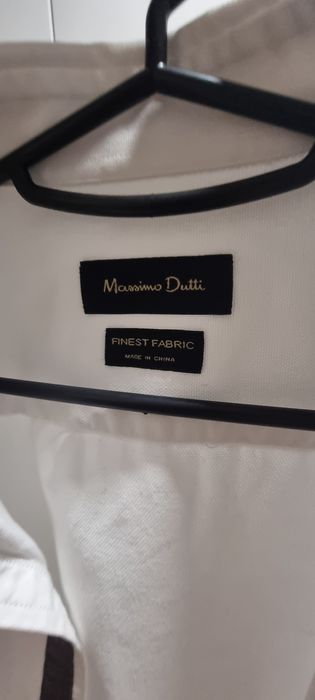 Massimo Dutti
FINEST FABRIC
MADE IN CHINA